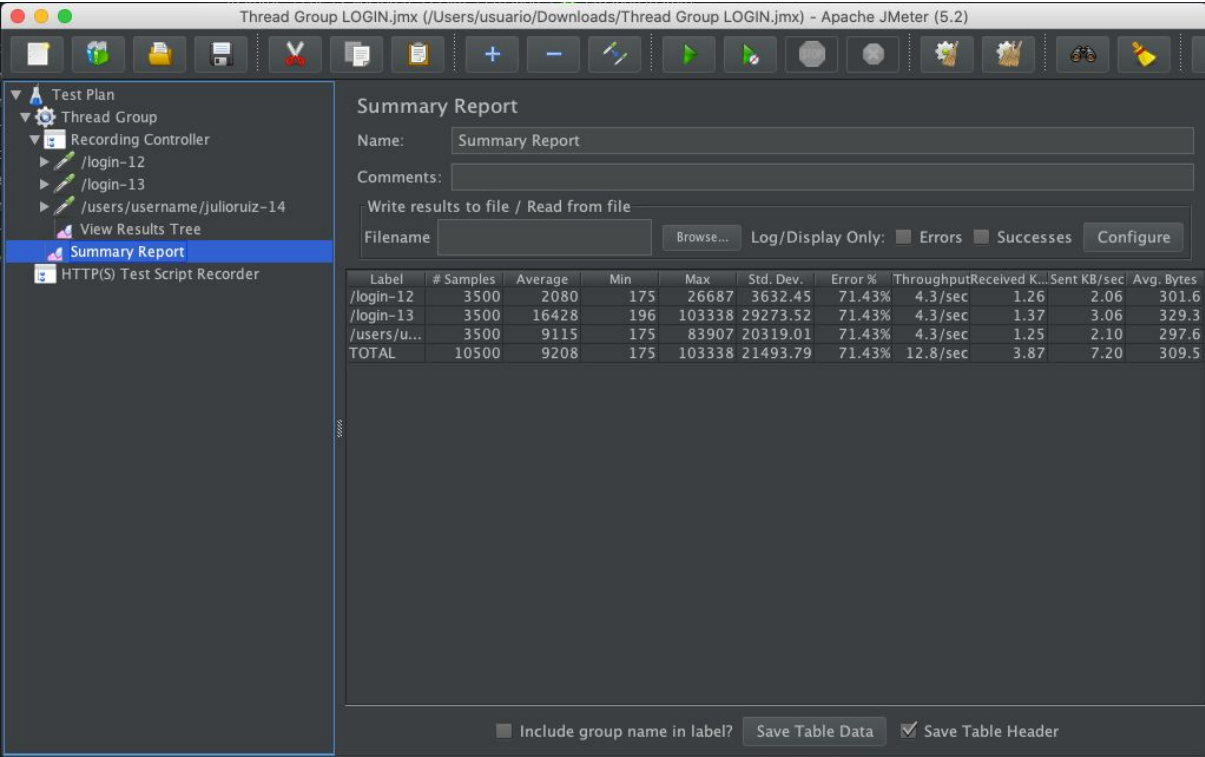 Thread Group LOGIN.jmx (/Users/usuario/Downloads/Thread Group LOGIN.jmx) - Apache JMeter (5.2)
Test Plan
Thread Group
Recording Controller
/login-12
/login-13
/users/username/julioruiz-14
View Results Tree
Summary Report
HTTP(S) Test Script Recorder
Summary Report
Name: Summary Report
Comments:
Write results to file / Read from file
Filename Browse... Log/Display Only: Errors Successes Configure
Label # Samples Average Min Max Std. Dev. Error % Throughput Received K... Sent KB/sec Avg. Bytes
/login-12 3500 2080 175 26687 3632.45 71.43% 4.3/sec 1.26 2.06 301.6
/login-13 3500 16428 196 103338 29273.52 71.43% 4.3/sec 1.37 3.06 329.3
/users/u... 3500 9115 175 83907 20319.01 71.43% 4.3/sec 1.25 2.10 297.6
TOTAL 10500 9208 175 103338 21493.79 71.43% 12.8/sec 3.87 7.20 309.5
Include group name in label? Save Table Data Save Table Header